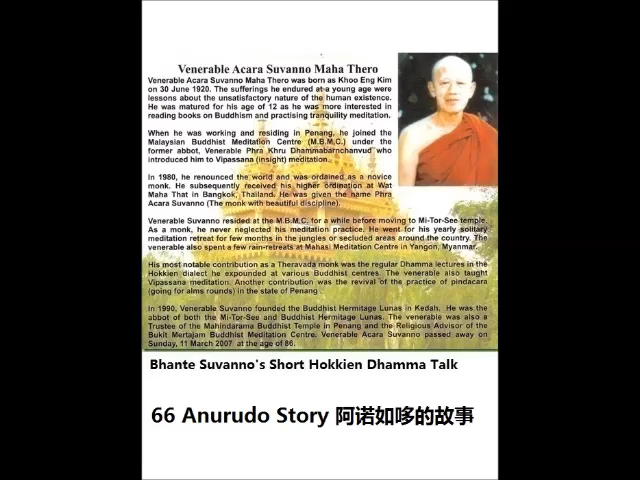 Venerable Acara Suvanno Maha Thero
Venerable Acara Suvanno Maha Thero was born as Khoo Eng Kim
on 30 June 1920. The sufferings he endured at a young age were
lessons about the unsatisfactory nature of the human existence.
He was matured for his age of 12 as he was more interested in
reading books on Buddhism and practising tranquility meditation.
When he was working and residing in Penang, he joined the
Malaysian Buddhist Meditation Centre (M.B.M.C.) under the
former abbot, Venerable Phra Khru Dhammabarnchanvud who
introduced him to Vipassana (insight) meditation.
In 1980, he renounced the world and was ordained as a novice
monk. He subsequently received his higher ordination at Wat
Maha That in Bangkok, Thailand. He was given the name Phra
Acara Suvanno (The monk with beautiful discipline).
Venerable Suvanno resided at the M.B.M.C. for a while before moving to Mi-Tor-See temple.
As a monk, he never neglected his meditation practice. He went for his yearly solitary
meditation retreat for few months in the jungles or secluded areas around the country. The
venerable also spent a few rain-retreats at Mahasi Meditation Centre in Yangon, Myanmar.
His most notable contribution as a Theravada monk was the regular Dhamma lectures in the
Hokkien dialect he expounded at various Buddhist centres. The venerable also taught
Vipassana meditation. Another contribution was the revival of the practice of pindacara
(going for alms rounds) in the state of Penang .
In 1990, Venerable Suvanno founded the Buddhist Hermitage Lunas in Kedah. He was the
abbot of both the Mi-Tor-See and Buddhist Hermitage Lunas. The venerable was also a
Trustee of the Mahindarama Buddhist Temple in Penang and the Religious Advisor of the
Bukit Mertajam Buddhist Meditation Centre. Venerable Acara Suvanno passed away on
Sunday, 11 March 2007 at the age of 86.
Bhante Suvanno's Short Hokkien Dhamma Talk
66 Anurudo Story 阿诺如哆的故事